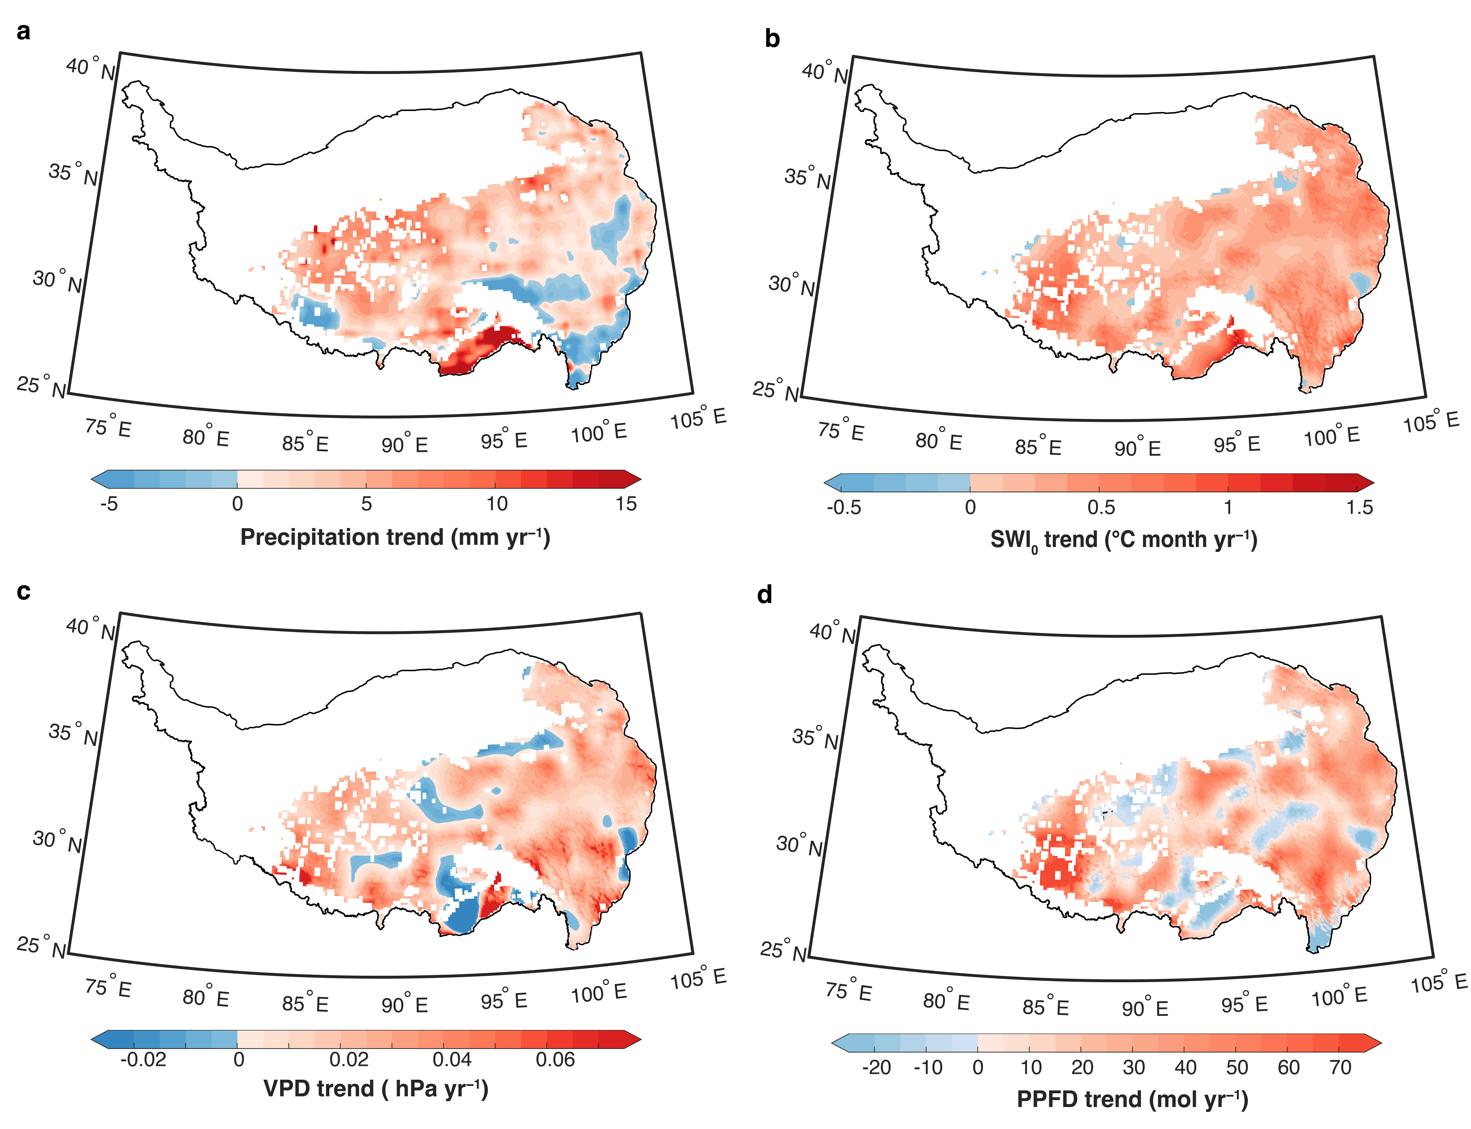 a
40°N
35°N
30°N
25°N
75°E
80°E
85°E
90°E
95°E
100°E
105°E
-5
0
5
10
15
Precipitation trend (mm yr⁻¹)
b
40°N
35°N
30°N
25°N
75°E
80°E
85°E
90°E
95°E
100°E
105°E
-0.5
0
0.5
1
1.5
SWI₀ trend (°C month yr⁻¹)
c
40°N
35°N
30°N
25°N
75°E
80°E
85°E
90°E
95°E
100°E
105°E
-0.02
0
0.02
0.04
0.06
VPD trend ( hPa yr⁻¹)
d
40°N
35°N
30°N
25°N
75°E
80°E
85°E
90°E
95°E
100°E
105°E
-20
-10
0
10
20
30
40
50
60
70
PPFD trend (mol yr⁻¹)